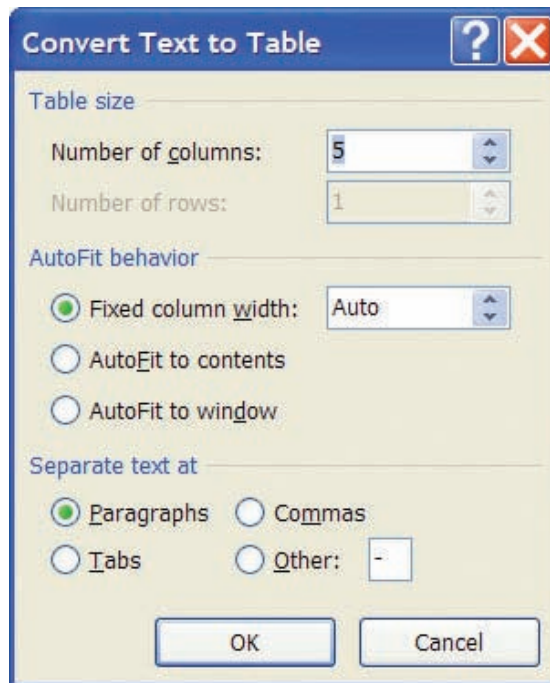 Convert Text to Table ?
Table size
Number of columns: 5
Number of rows: 1
AutoFit behavior
Fixed column width: Auto
AutoFit to contents
AutoFit to window
Separate text at
Paragraphs Commas
Tabs Other: -
OK Cancel